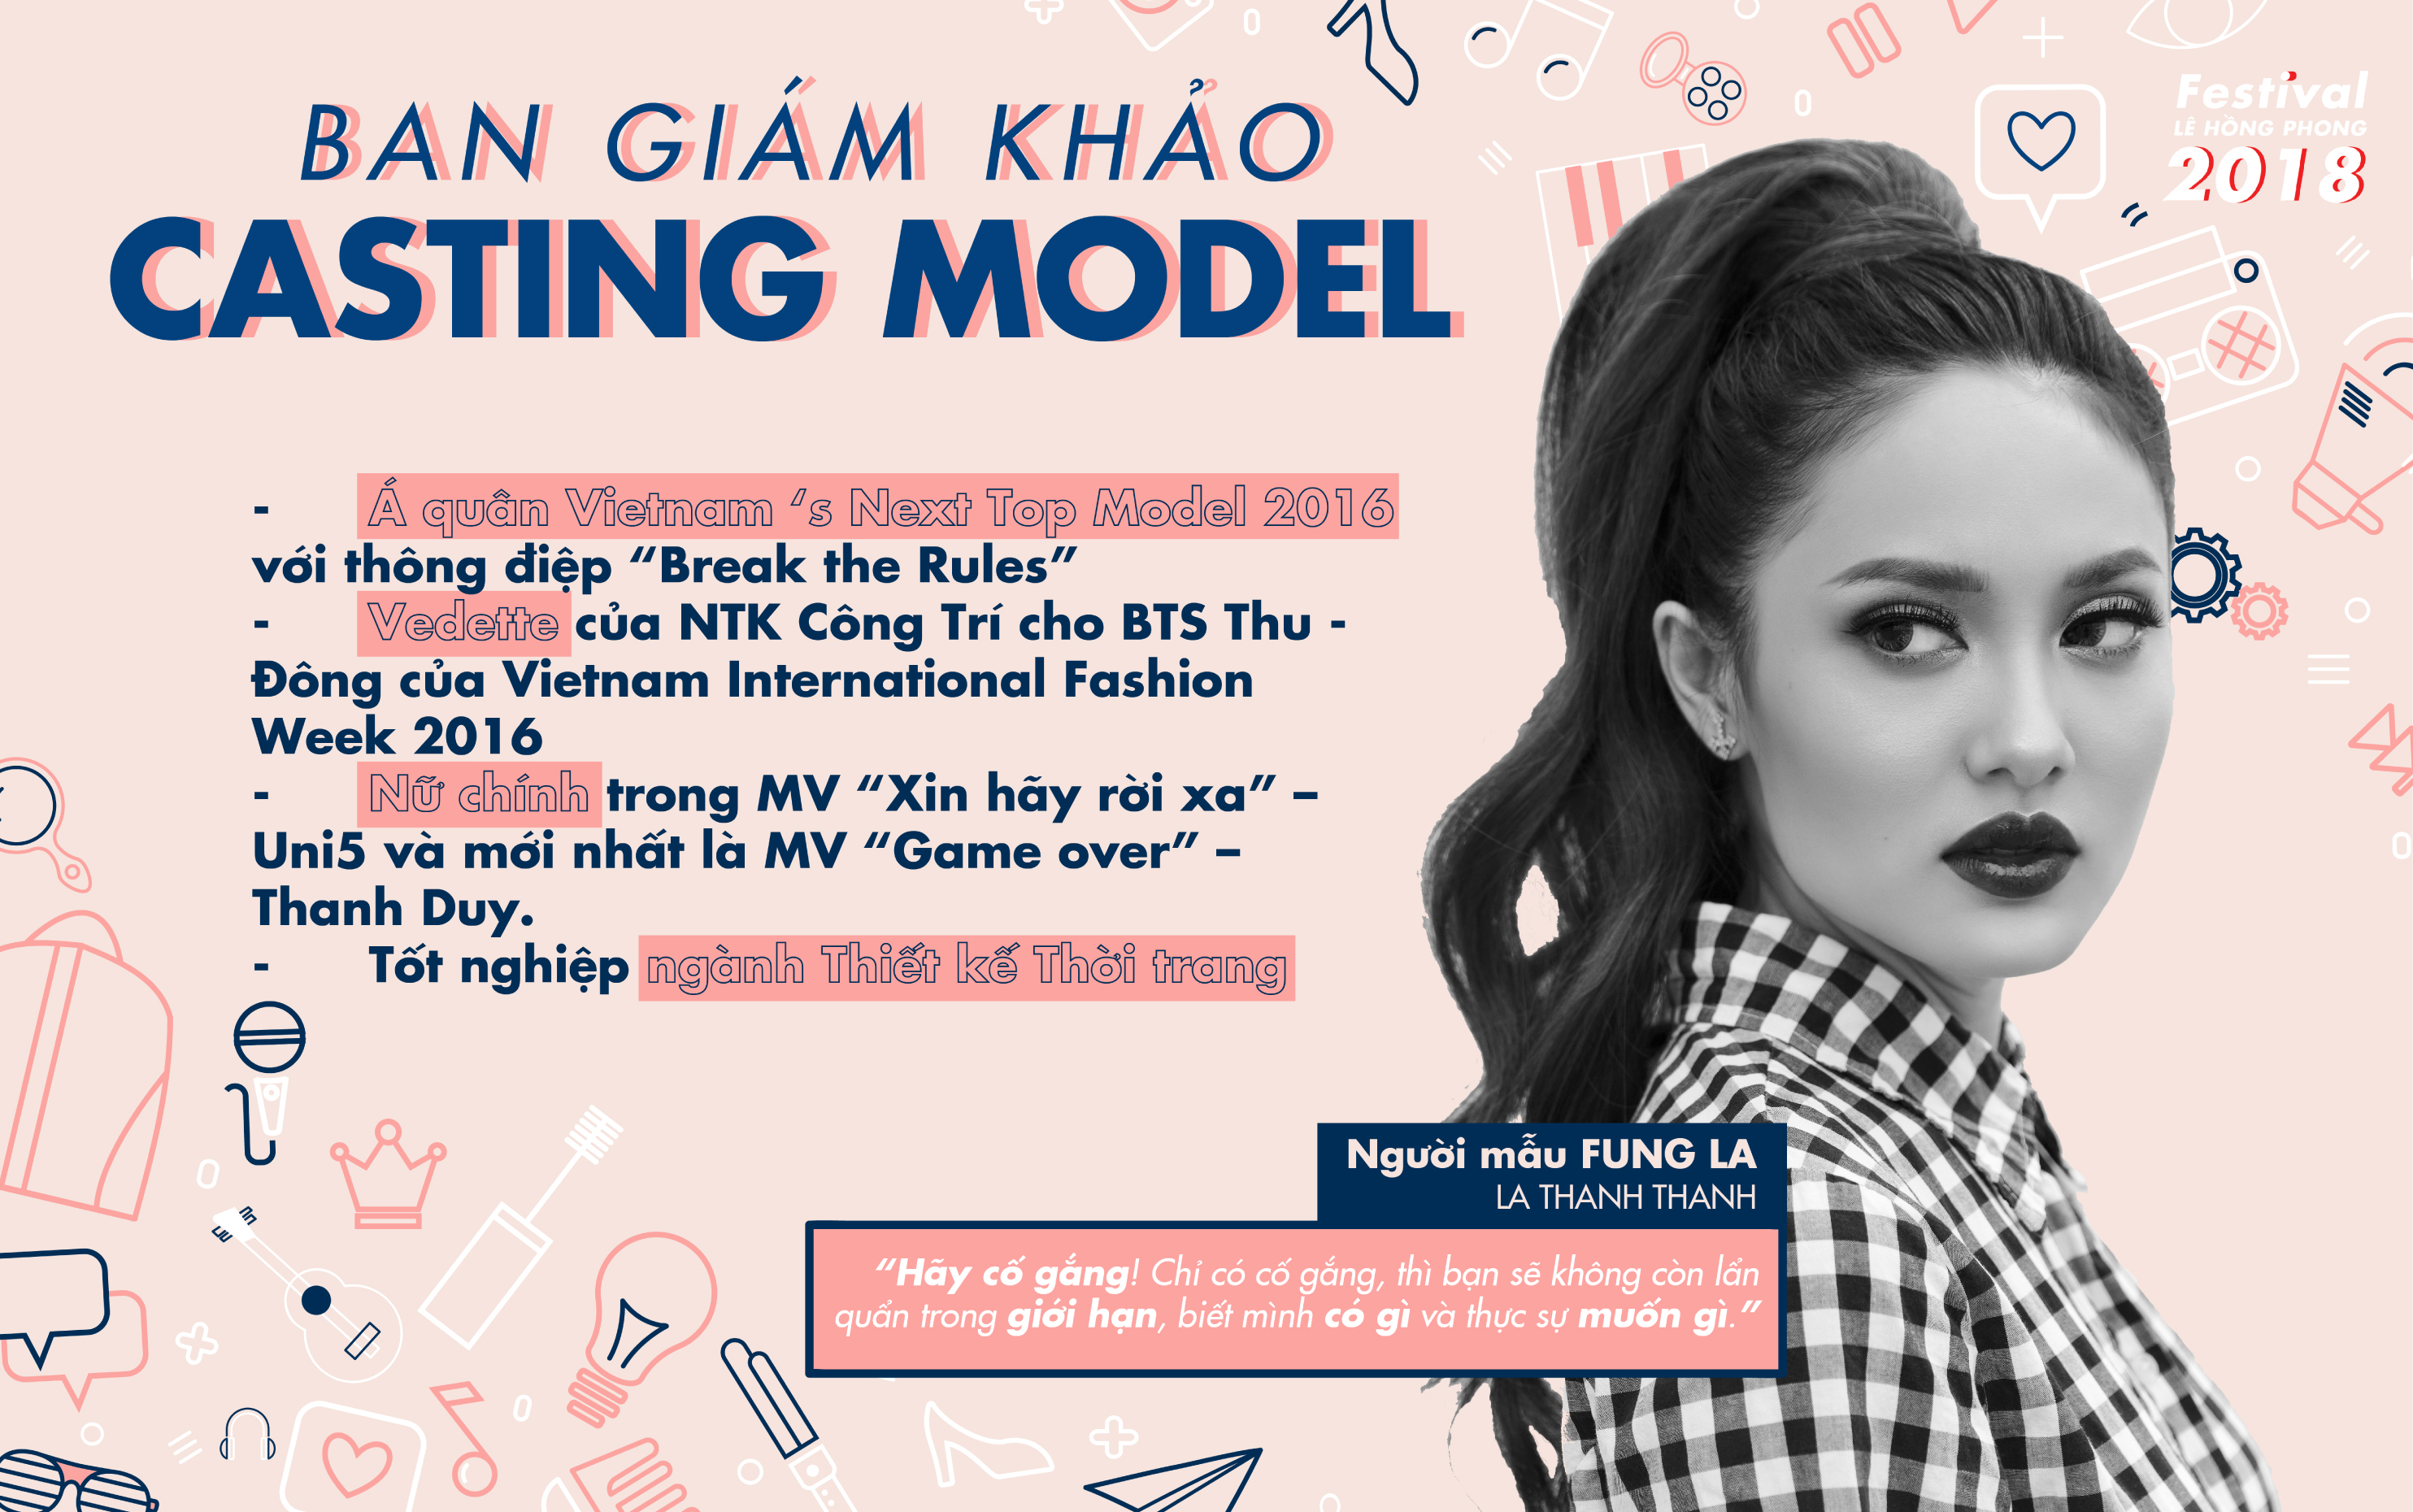 BAN GIÁM KHẢO
CASTING MODEL
Festival
LÊ HỒNG PHONG
2018
- Á quân Vietnam ‘s Next Top Model 2016
với thông điệp “Break the Rules”
- Vedette của NTK Công Trí cho BTS Thu -
Đông của Vietnam International Fashion
Week 2016
- Nữ chính trong MV “Xin hãy rời xa” –
Uni5 và mới nhất là MV “Game over” –
Thanh Duy.
- Tốt nghiệp ngành Thiết kế Thời trang
Người mẫu FUNG LA
LA THANH THANH
“Hãy cố gắng! Chỉ có cố gắng, thì bạn sẽ không còn lẩn
quẩn trong giới hạn, biết mình có gì và thực sự muốn gì.”